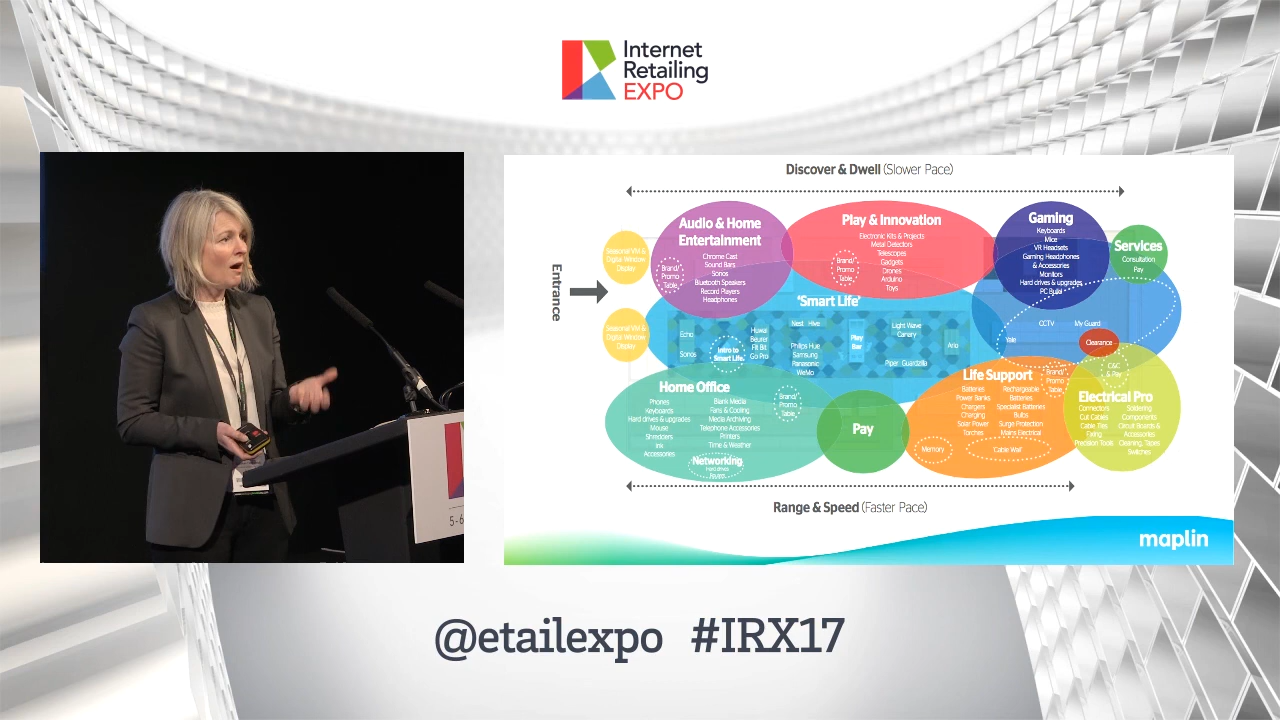 Internet
Retailing
EXPO
Discover & Dwell (Slower Pace)
Entrance
Seasonal VM &
Digital Window
Display
Seasonal VM &
Digital Window
Display
Audio & Home
Entertainment
Chrome Cast
Sound Bars
Sonos
Bluetooth Speakers
Record Players
Headphones
Brand/
Promo
Table
Play & Innovation
Electronic Kits & Projects
Metal Detectors
Telescopes
Gadgets
Drones
Arduino
Toys
Brand/
Promo
Table
Gaming
Keyboards
Mice
VR Headsets
Gaming Headphones
& Accessories
Monitors
Hard drives & upgrades
PC Build
Services
Consultation
Pay
'Smart Life'
Echo
Sonos
Intro to
'Smart Life.'
Huwai
Beurer
Fit Bit
Go Pro
Nest Hive
Philips Hue
Samsung
Panasonic
WeMo
Play
Bar
Light Wave
Canary
Piper Guardzilla
Arlo
CCTV My Guard
Yale
Clearance
C&C
& Pay
Home Office
Phones
Keyboards
Hard drives & upgrades
Mouse
Shredders
Ink
Accessories
Blank Media
Fans & Cooling
Media Archiving
Telephone Accessories
Printers
Time & Weather
Brand/
Promo
Table
Networking
Hard drives
Pay
Life Support
Batteries
Power Banks
Chargers
Charging
Solar Power
Torches
Rechargeable
Batteries
Specialist Batteries
Bulbs
Surge Protection
Mains Electrical
Brand/
Promo
Table
Memory
Cable Wall
Electrical Pro
Connectors
Cut Cables
Cable Ties
Fixing
Precision Tools
Soldering
Components
Circuit Boards &
Accessories
Cleaning, Tapes
Switches
Range & Speed (Faster Pace)
maplin
5-6
@etailexpo #IRX17